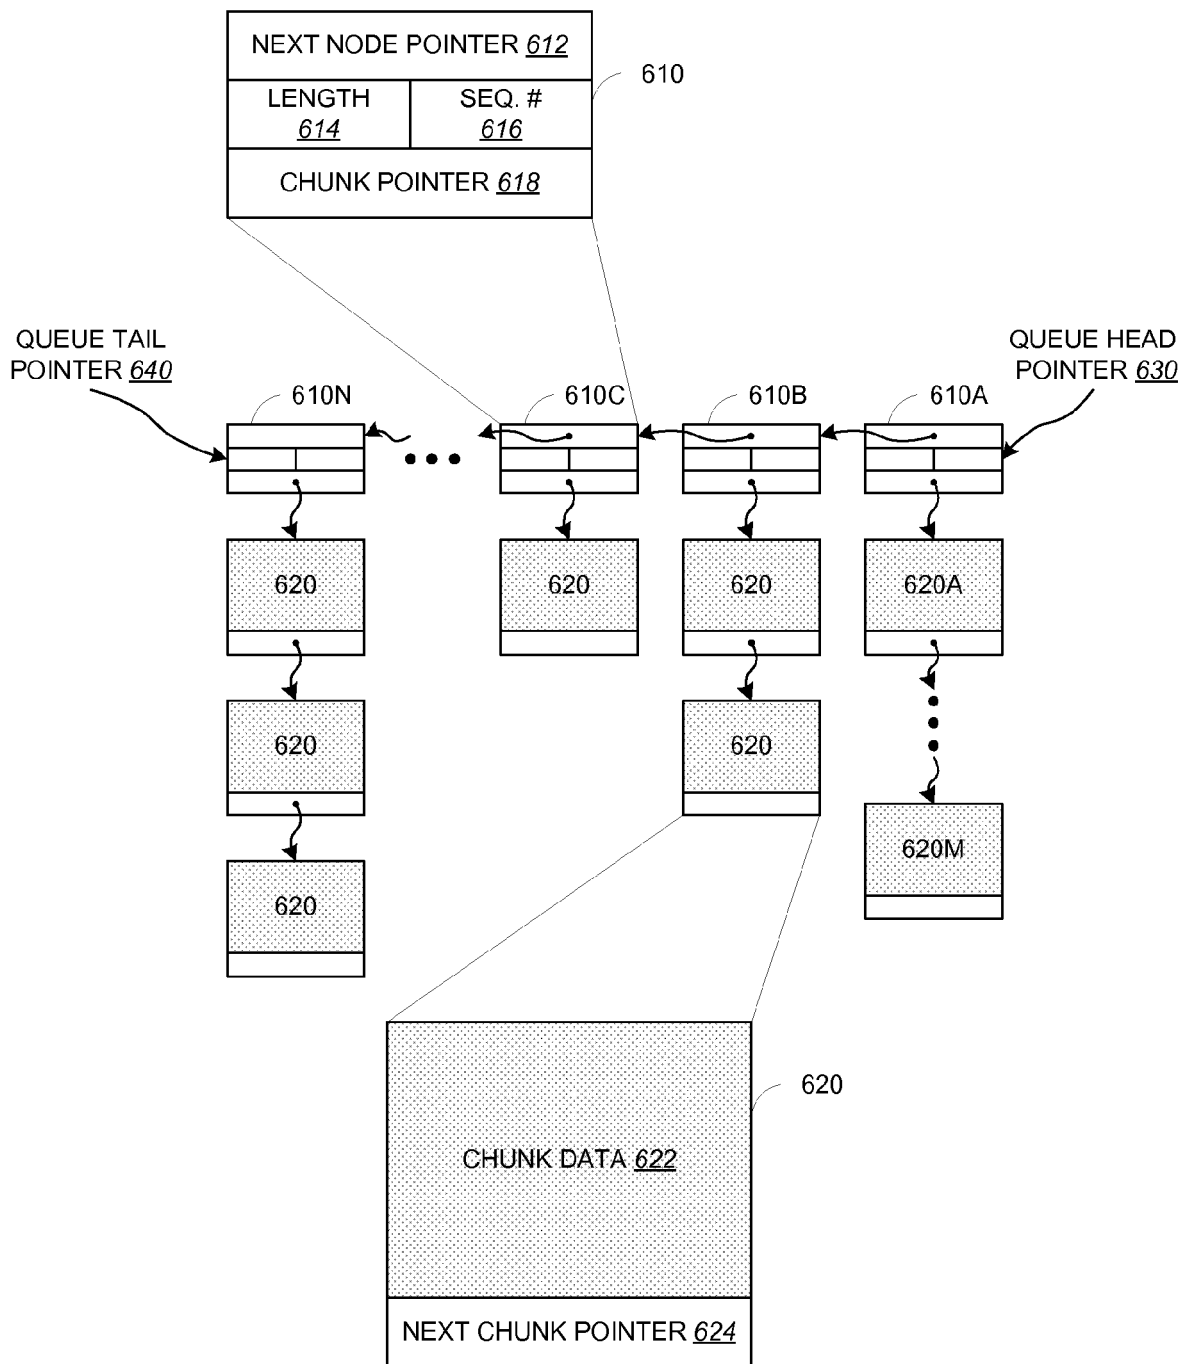 NEXT NODE POINTER 612
610
LENGTH
614
SEQ. #
616
CHUNK POINTER 618
QUEUE TAIL
POINTER 640
QUEUE HEAD
POINTER 630
610N
610C
610B
610A
620
620
620
620A
620
620
620M
620
620
CHUNK DATA 622
NEXT CHUNK POINTER 624